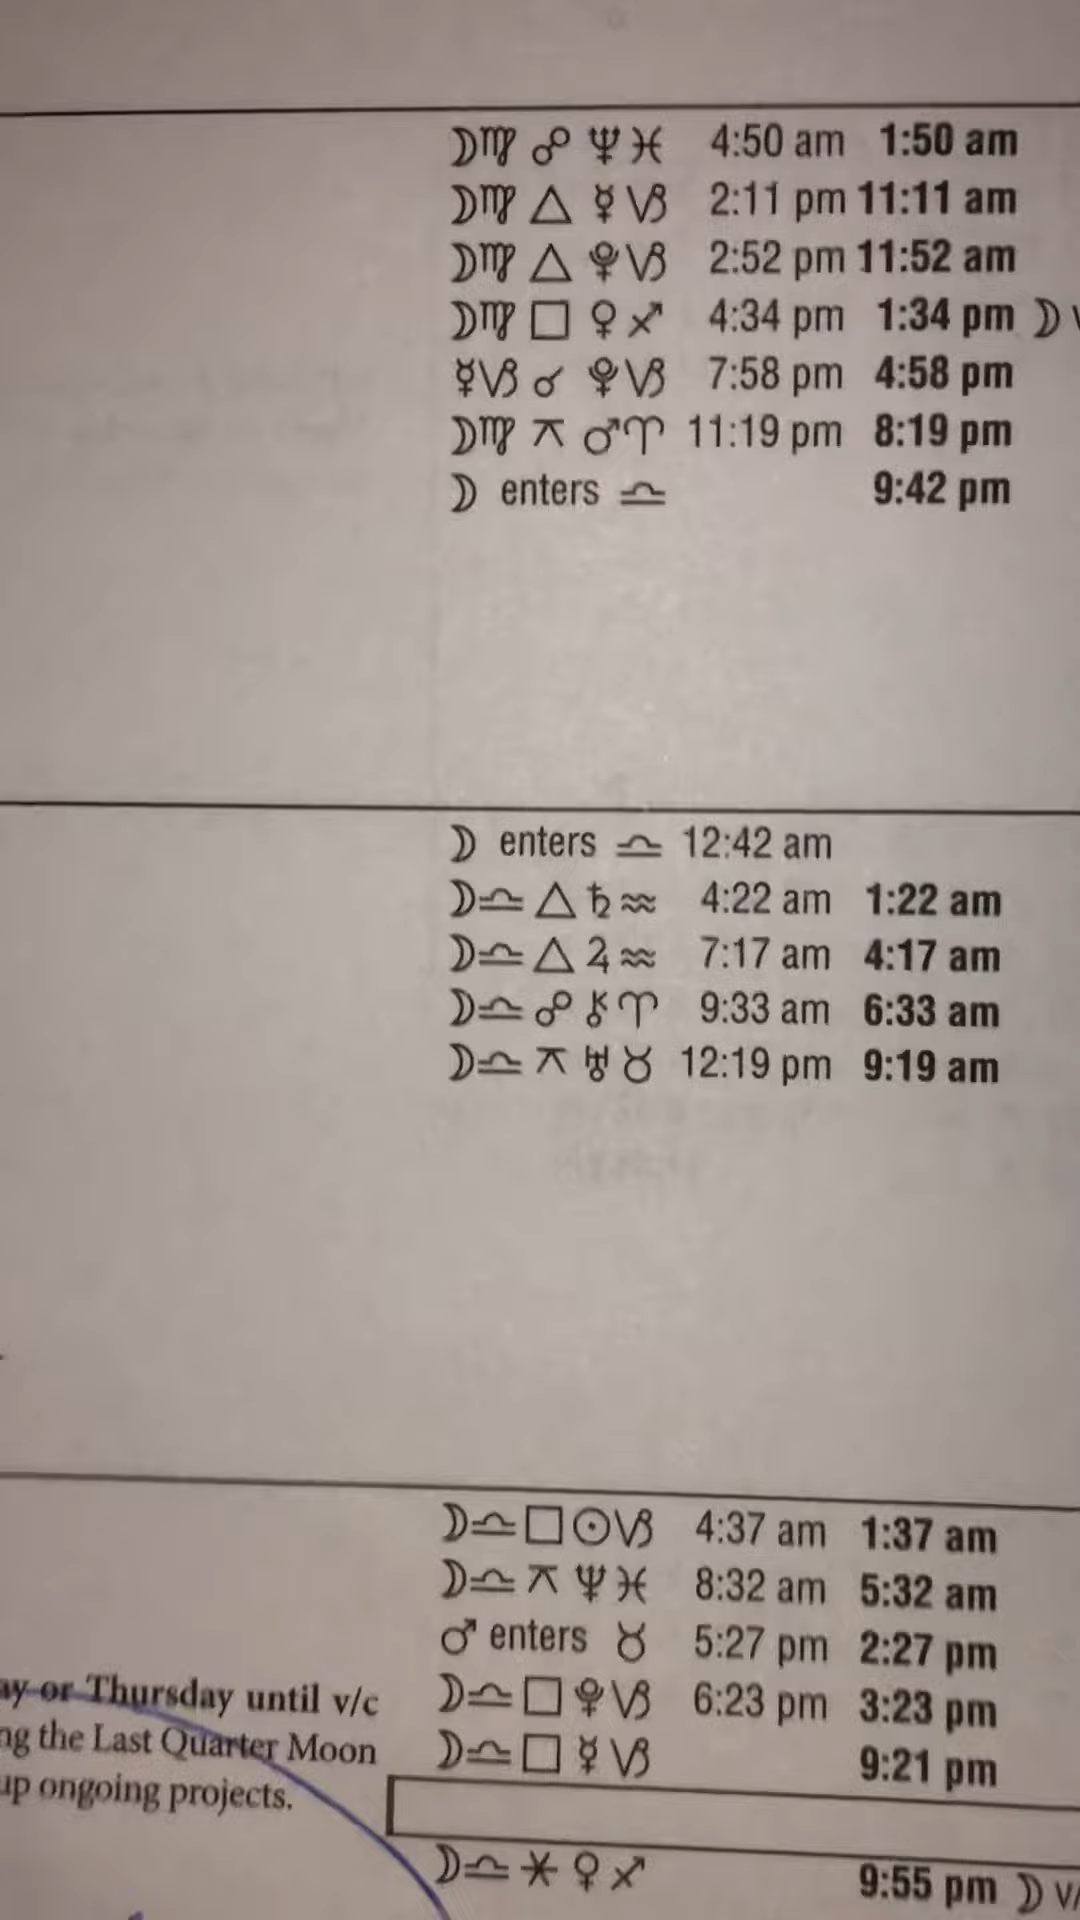 ☽♍ ☍ ♆♓ 4:50 am 1:50 am
☽♍ △ ☿♑ 2:11 pm 11:11 am
☽♍ △ ⯓♑ 2:52 pm 11:52 am
☽♍ □ ♀♐ 4:34 pm 1:34 pm ☽
☿♑ ☌ ⯓♑ 7:58 pm 4:58 pm
☽♍ ⚻ ♂♈ 11:19 pm 8:19 pm
☽ enters ♎ 9:42 pm
☽ enters ♎ 12:42 am
☽♎ △ ♄♒ 4:22 am 1:22 am
☽♎ △ ♃♒ 7:17 am 4:17 am
☽♎ ☍ ⚷♈ 9:33 am 6:33 am
☽♎ ⚻ ♅♉ 12:19 pm 9:19 am
☽♎ □ ☉♑ 4:37 am 1:37 am
☽♎ ⚻ ♆♓ 8:32 am 5:32 am
♂ enters ♉ 5:27 pm 2:27 pm
☽♎ □ ⯓♑ 6:23 pm 3:23 pm
☽♎ □ ☿♑ 9:21 pm
☽♎ ⚹ ♀♐ 9:55 pm ☽ v/
ay or Thursday until v/c
ng the Last Quarter Moon
up ongoing projects.